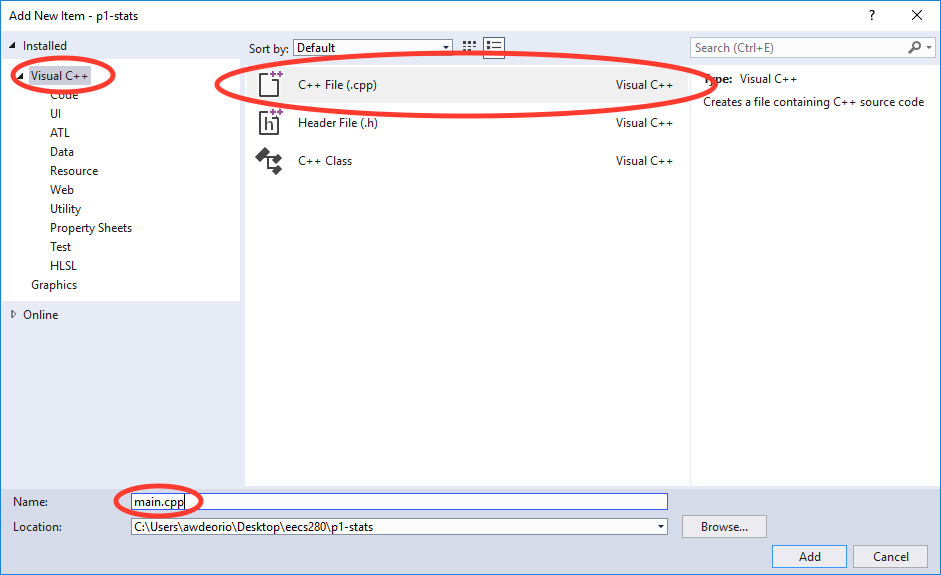 Add New Item - p1-stats
?
Installed
Sort by: Default
Search (Ctrl+E)
Visual C++
Code
UI
ATL
Data
Resource
Web
Utility
Property Sheets
Test
HLSL
Graphics
Online
C++ File (.cpp) Visual C++
Header File (.h) Visual C++
C++ Class Visual C++
Type: Visual C++
Creates a file containing C++ source code
Name: main.cpp
Location: C:\Users\awdeorio\Desktop\eecs280\p1-stats
Browse...
Add Cancel